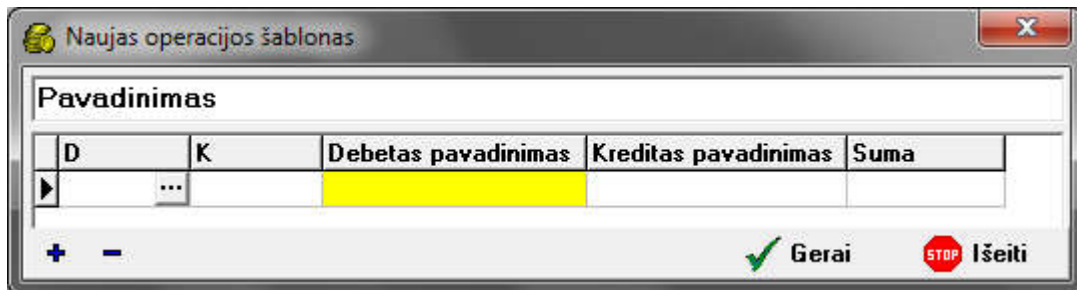 Naujas operacijos šablonas
Pavadinimas
D K Debetas pavadinimas Kreditas pavadinimas Suma
...
+ - Gerai STOP Išeiti